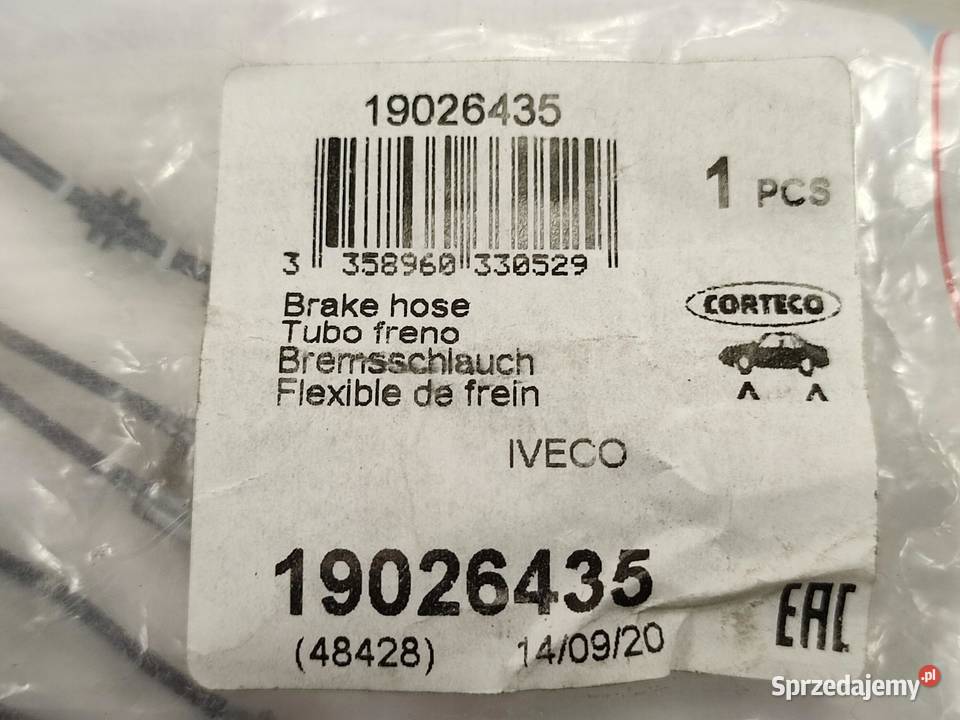 19026435
1 PCS
3 358960 330529
Brake hose
Tubo freno
Bremsschlauch
Flexible de frein
CORTECO
IVECO
19026435
(48428) 14/09/20
EAC
Sprzedajemy.pl